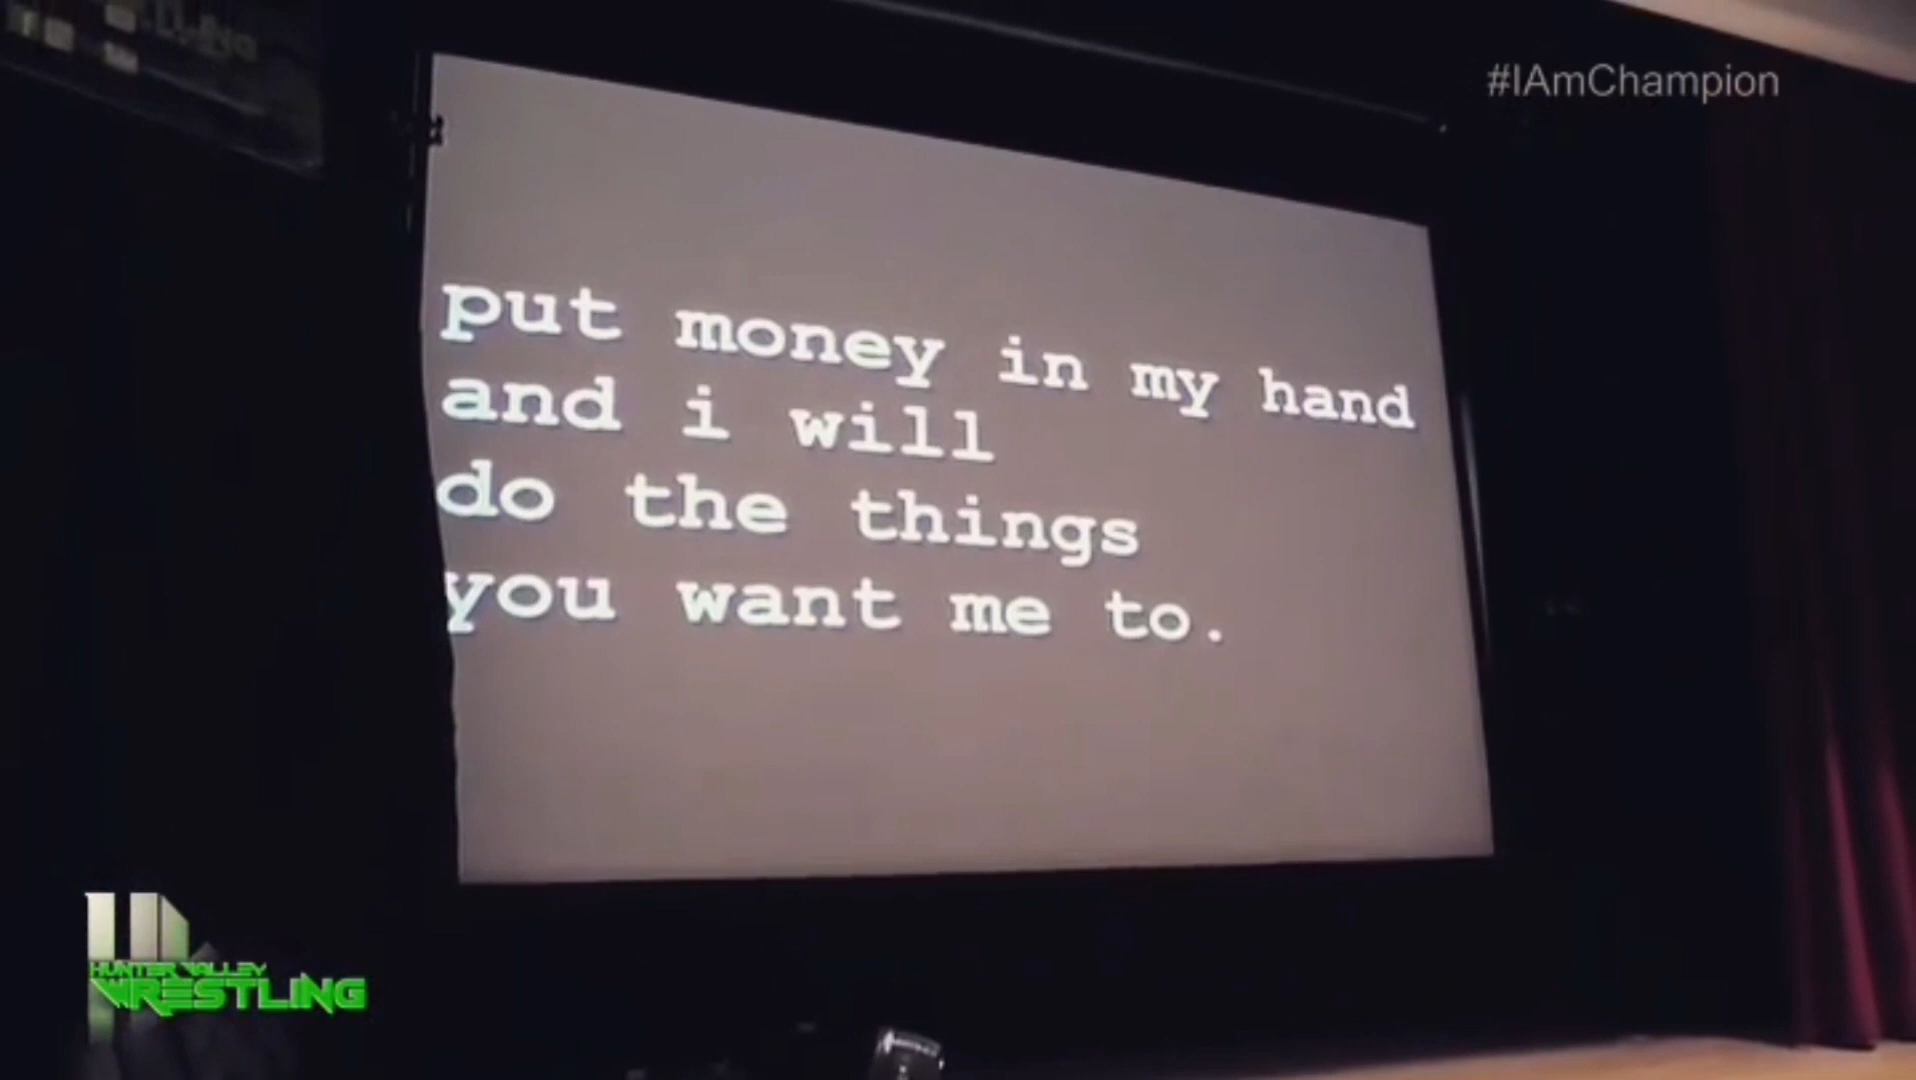 #IAmChampion
put money in my hand
and i will
do the things
you want me to.
HUNTER VALLEY
WRESTLING